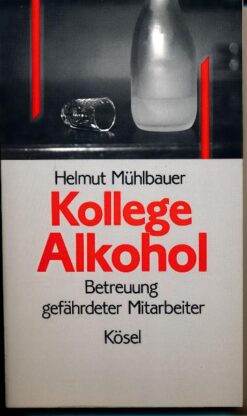 Helmut Mühlbauer
Kollege
Alkohol
Betreuung
gefährdeter Mitarbeiter
Kösel